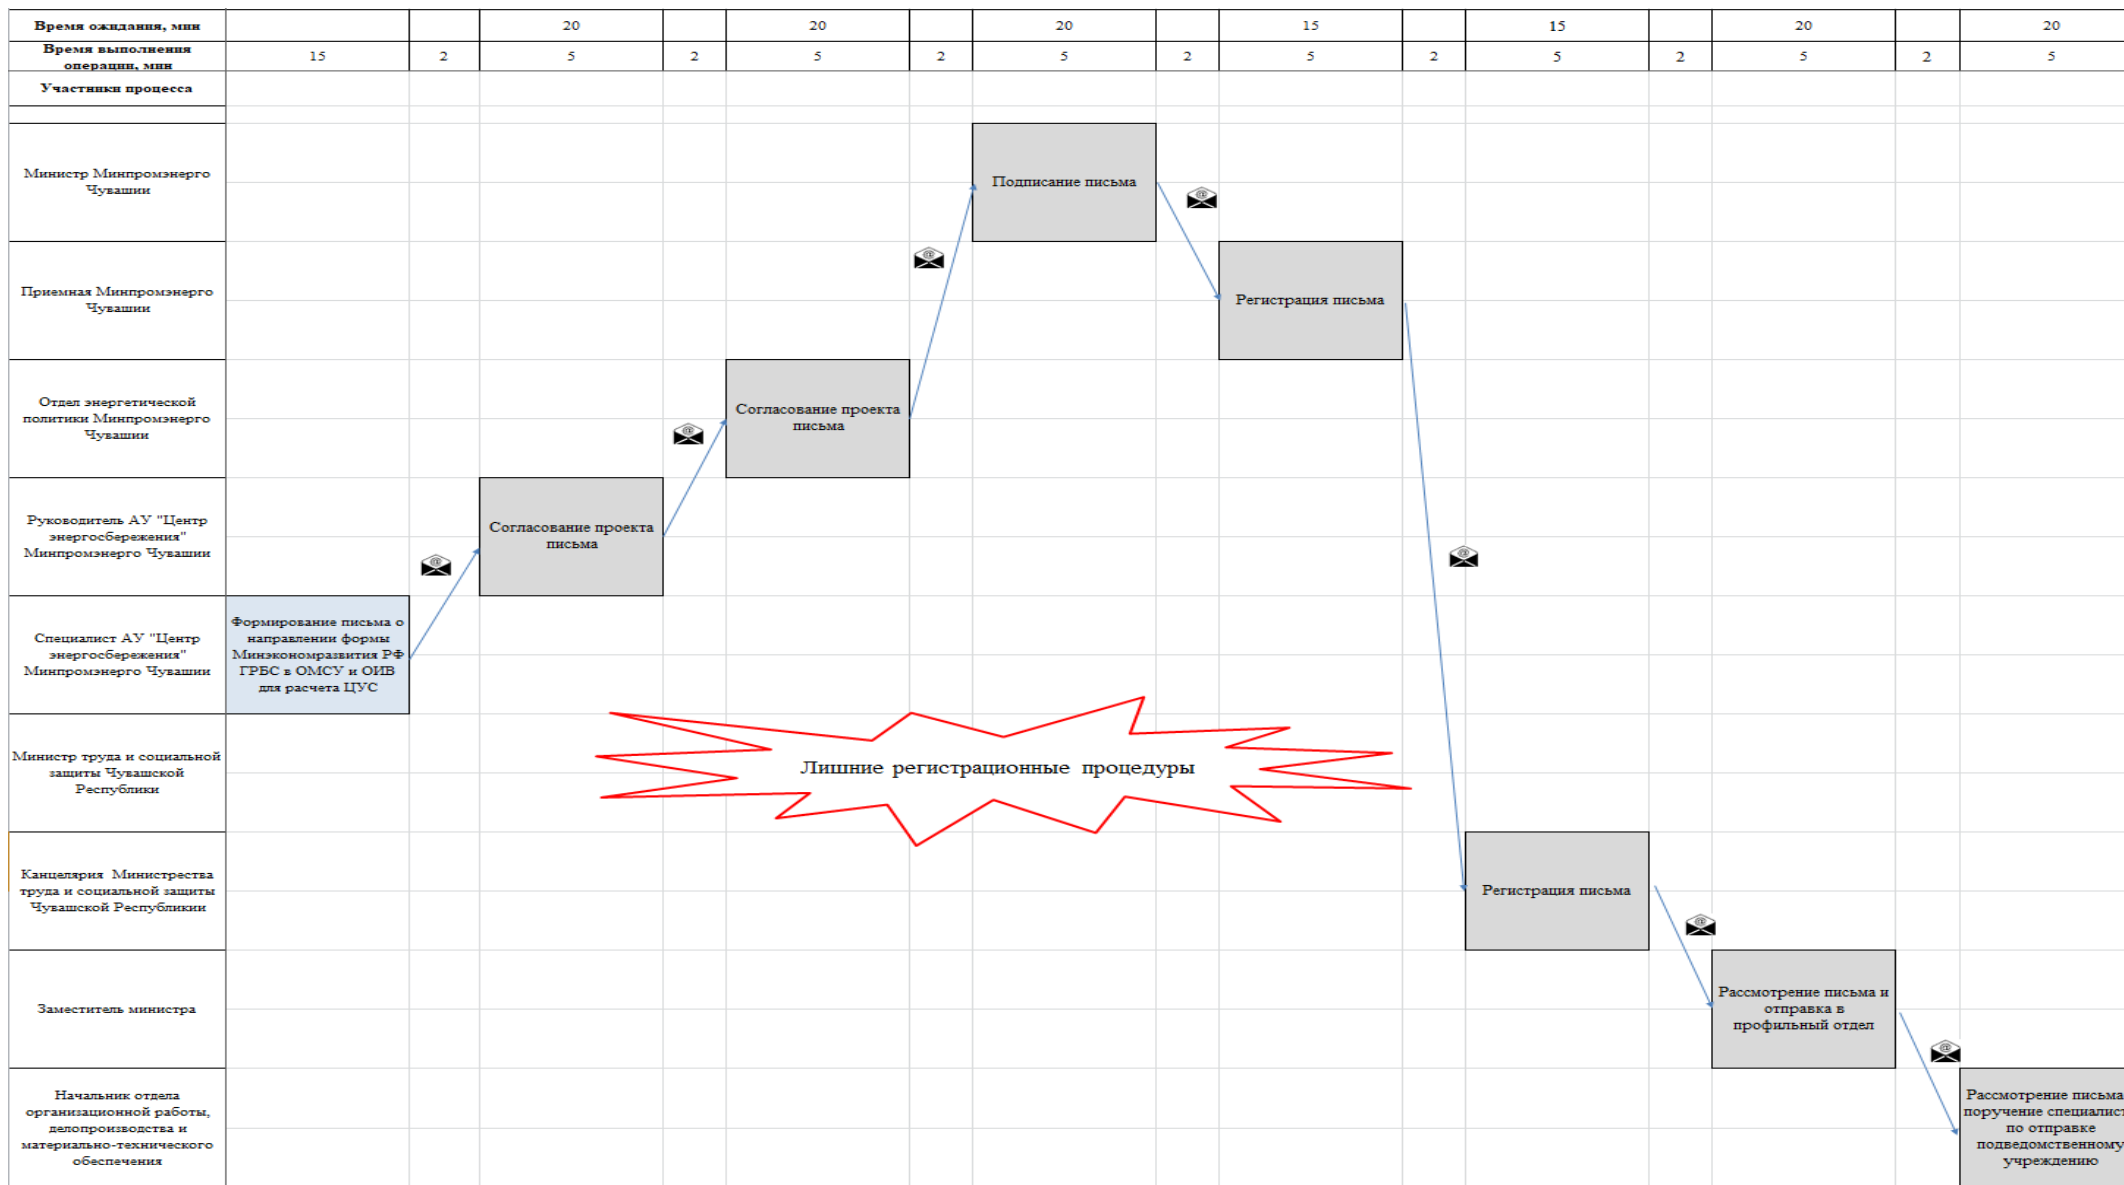 Время ожидания, мин 20 20 20 15 15 20 20
Время выполнения
операции, мин 15 2 5 2 5 2 5 2 5 2 5 2 5 2 5
Участники процесса
Министр Минпромэнерго
Чувашии
Подписание письма
Приемная Минпромэнерго
Чувашии
Регистрация письма
Отдел энергетической
политики Минпромэнерго
Чувашии
Согласование проекта
письма
Руководитель АУ "Центр
энергосбережения"
Минпромэнерго Чувашии
Согласование проекта
письма
Специалист АУ "Центр
энергосбережения"
Минпромэнерго Чувашии
Формирование письма о
направлении формы
Минэкономразвития РФ
ГРБС в ОМСУ и ОИВ
для расчета ЦУС
Министр труда и социальной
защиты Чувашской
Республики
Лишние регистрационные процедуры
Канцелярия Министрества
труда и социальной защиты
Чувашской Республикии
Регистрация письма
Заместитель министра
Рассмотрение письма и
отправка в
профильный отдел
Начальник отдела
организационной работы,
делопроизводства и
материально-технического
обеспечения
Рассмотрение письма
поручение специалист
по отправке
подведомственному
учреждению